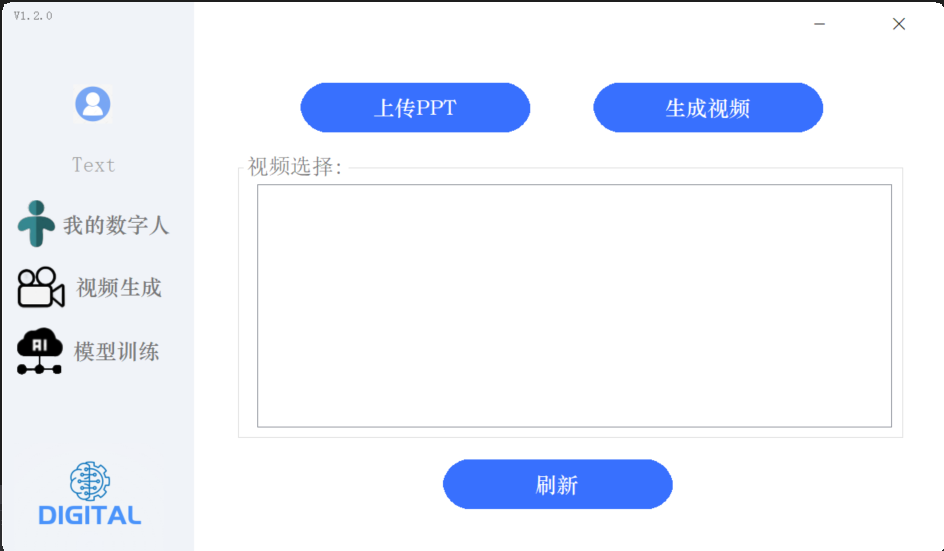 V1.2.0
上传PPT
生成视频
Text
视频选择:
我的数字人
视频生成
AI
模型训练
刷新
DIGITAL